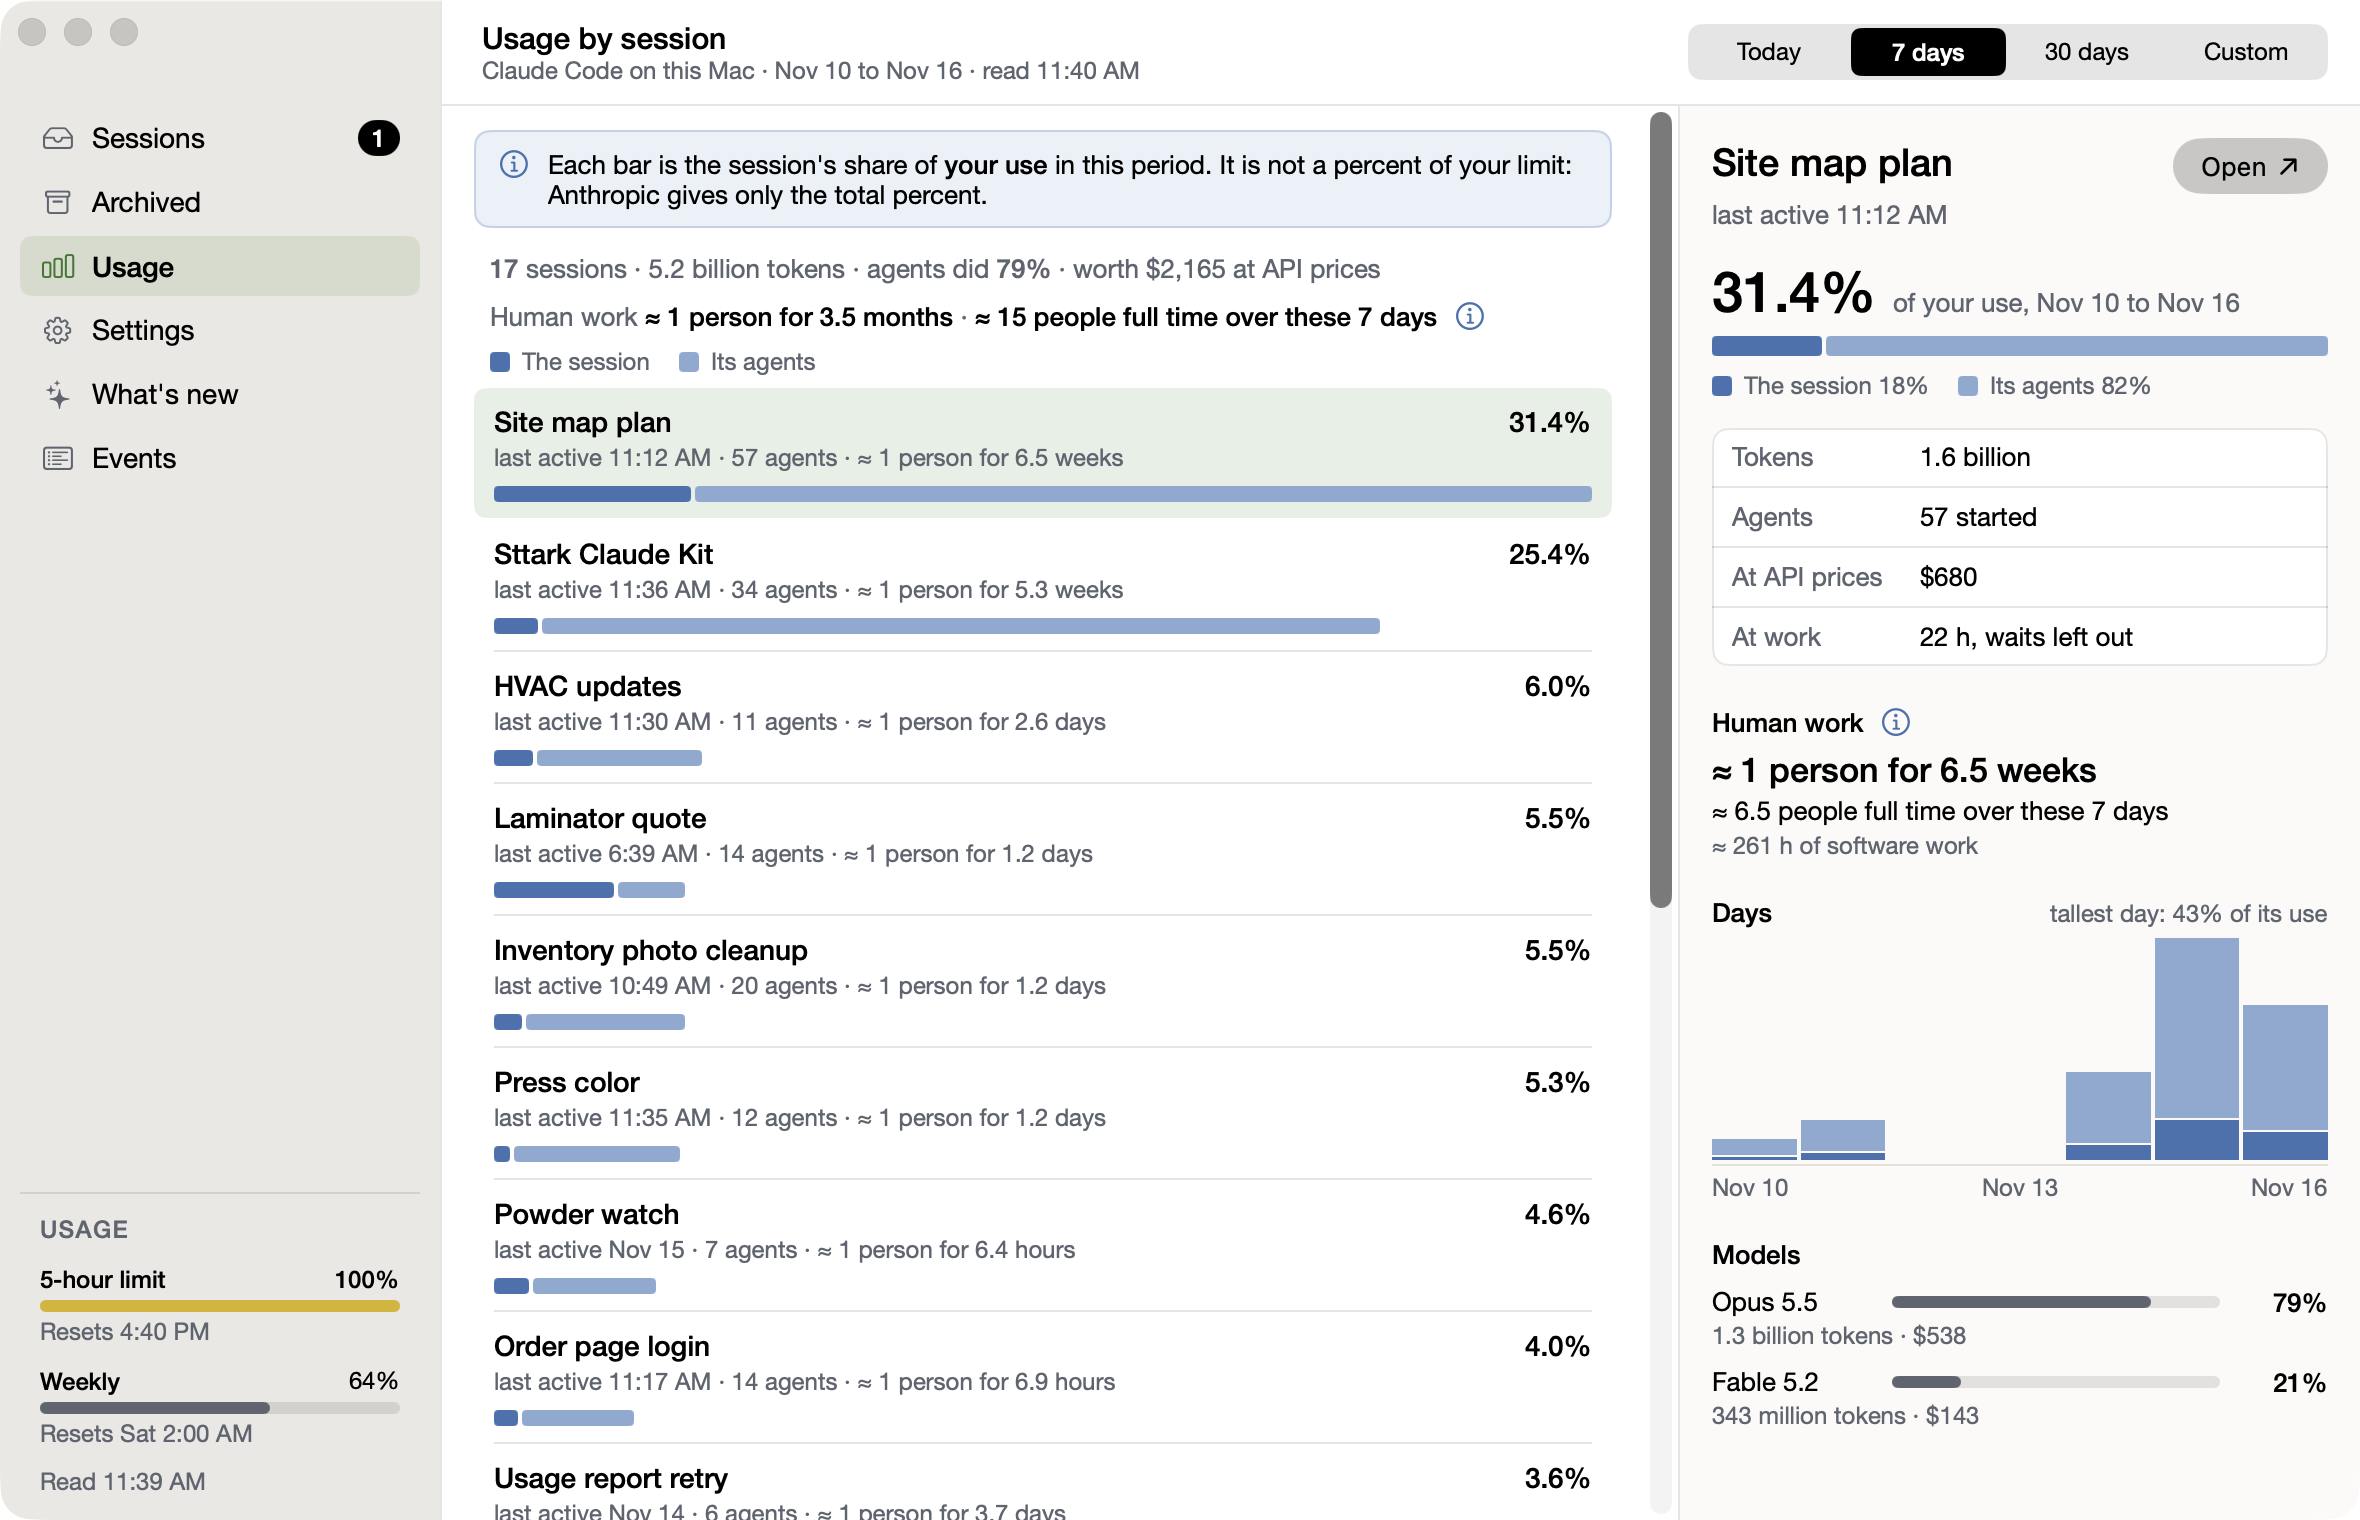 Sessions
1
Archived
Usage
Settings
What's new
Events
USAGE
5-hour limit 100%
Resets 4:40 PM
Weekly 64%
Resets Sat 2:00 AM
Read 11:39 AM
Usage by session
Claude Code on this Mac · Nov 10 to Nov 16 · read 11:40 AM
Today 7 days 30 days Custom
Each bar is the session's share of your use in this period. It is not a percent of your limit:
Anthropic gives only the total percent.
17 sessions · 5.2 billion tokens · agents did 79% · worth $2,165 at API prices
Human work ≈ 1 person for 3.5 months · ≈ 15 people full time over these 7 days
The session Its agents
Site map plan 31.4%
last active 11:12 AM · 57 agents · ≈ 1 person for 6.5 weeks
Sttark Claude Kit 25.4%
last active 11:36 AM · 34 agents · ≈ 1 person for 5.3 weeks
HVAC updates 6.0%
last active 11:30 AM · 11 agents · ≈ 1 person for 2.6 days
Laminator quote 5.5%
last active 6:39 AM · 14 agents · ≈ 1 person for 1.2 days
Inventory photo cleanup 5.5%
last active 10:49 AM · 20 agents · ≈ 1 person for 1.2 days
Press color 5.3%
last active 11:35 AM · 12 agents · ≈ 1 person for 1.2 days
Powder watch 4.6%
last active Nov 15 · 7 agents · ≈ 1 person for 6.4 hours
Order page login 4.0%
last active 11:17 AM · 14 agents · ≈ 1 person for 6.9 hours
Usage report retry 3.6%
last active Nov 14 · 6 agents · ≈ 1 person for 3.7 days
Site map plan
Open
last active 11:12 AM
31.4% of your use, Nov 10 to Nov 16
The session 18% Its agents 82%
Tokens 1.6 billion
Agents 57 started
At API prices $680
At work 22 h, waits left out
Human work
≈ 1 person for 6.5 weeks
≈ 6.5 people full time over these 7 days
≈ 261 h of software work
Days tallest day: 43% of its use
Nov 10 Nov 13 Nov 16
Models
Opus 5.5 79%
1.3 billion tokens · $538
Fable 5.2 21%
343 million tokens · $143